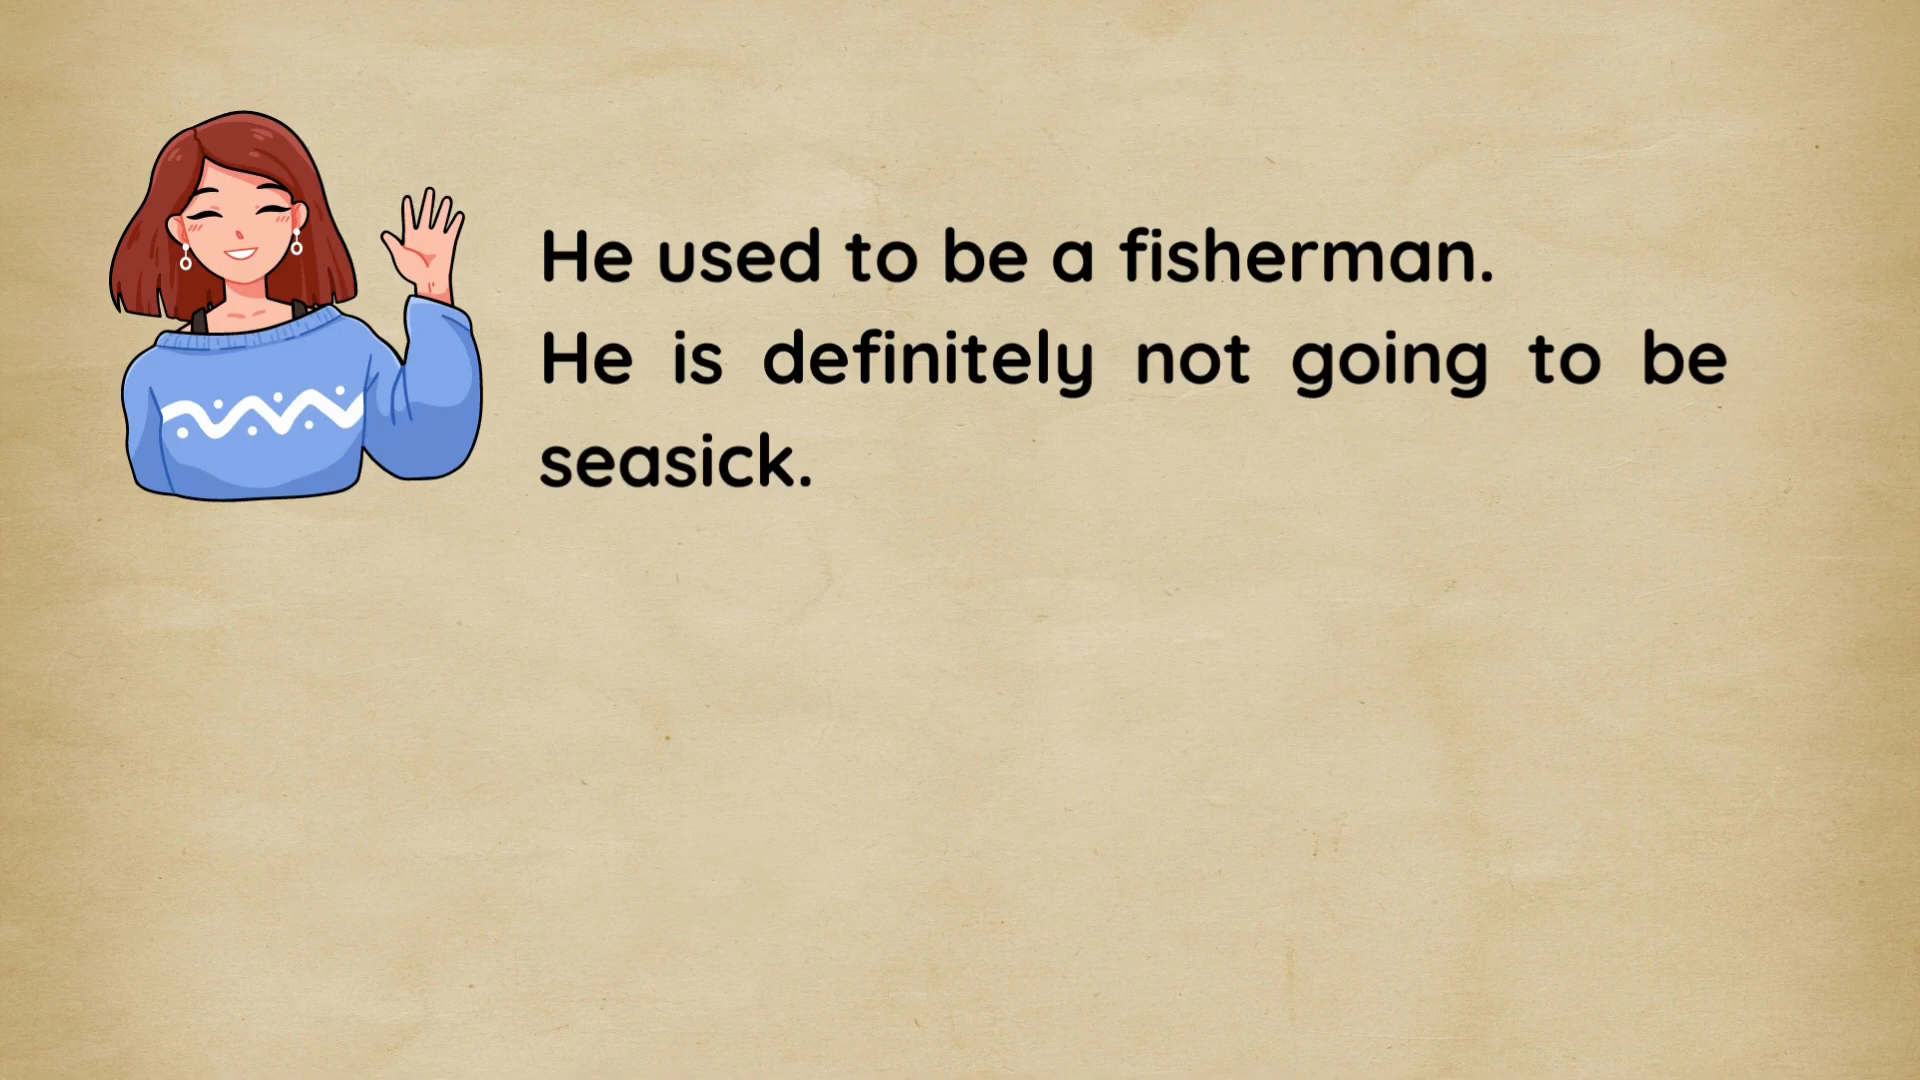 He used to be a fisherman.
He is definitely not going to be
seasick.